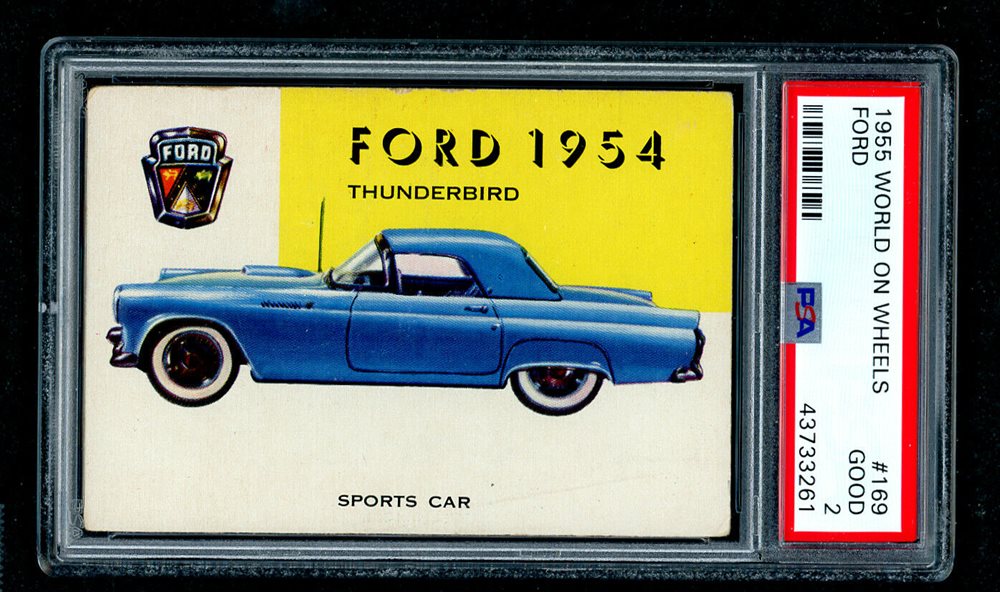 FORD
FORD 1954
THUNDERBIRD
SPORTS CAR
1955 WORLD ON WHEELS #169
FORD GOOD
2
PSA 43733261